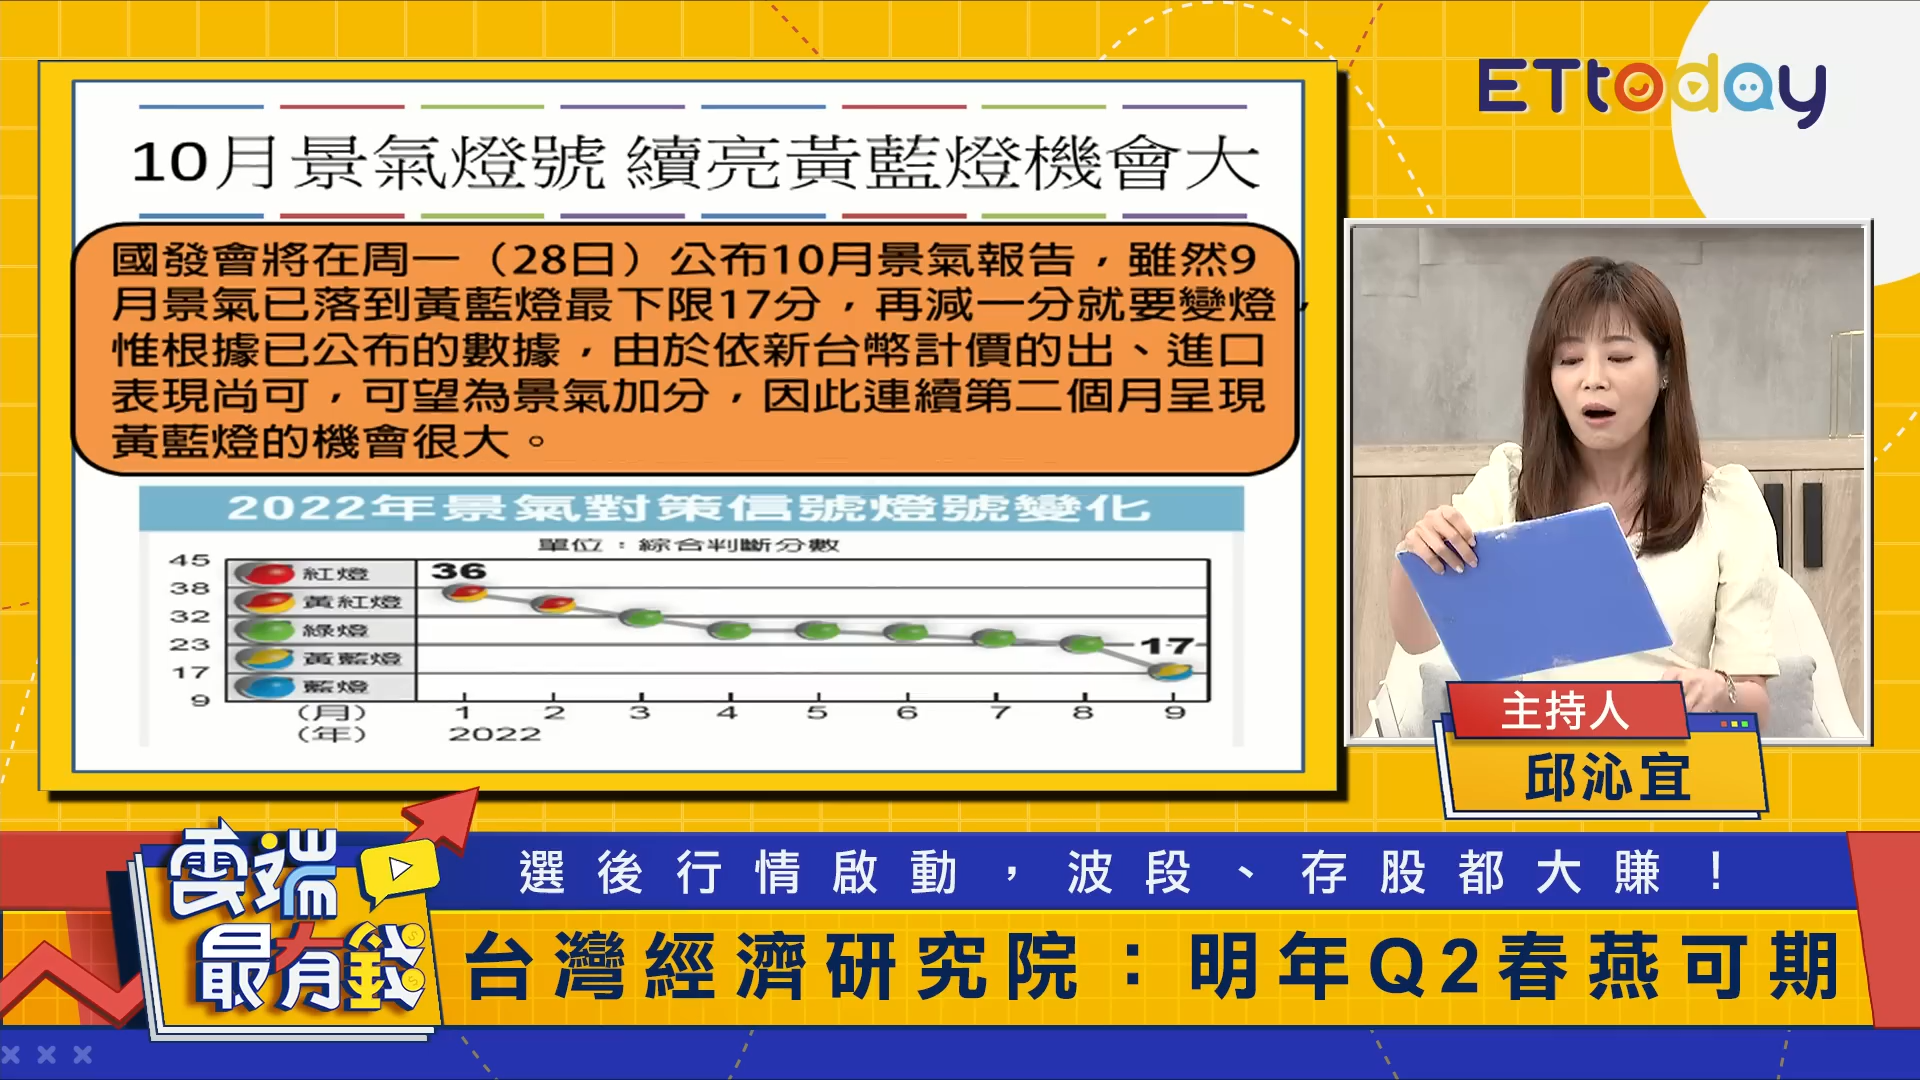 ETtoday
10月景氣燈號 續亮黃藍燈機會大
國發會將在周一（28日）公布10月景氣報告，雖然9
月景氣已落到黃藍燈最下限17分，再減一分就要變燈，
惟根據已公布的數據，由於依新台幣計價的出、進口
表現尚可，可望為景氣加分，因此連續第二個月呈現
黃藍燈的機會很大。
2022年景氣對策信號燈號變化
單位：綜合判斷分數
45
38
32
23
17
9
紅燈
黃紅燈
綠燈
黃藍燈
藍燈
36
17
（月） 1 2 3 4 5 6 7 8 9
（年） 2022
主持人
邱沁宜
雲端
最有錢
選後行情啟動，波段、存股都大賺！
台灣經濟研究院：明年Q2春燕可期